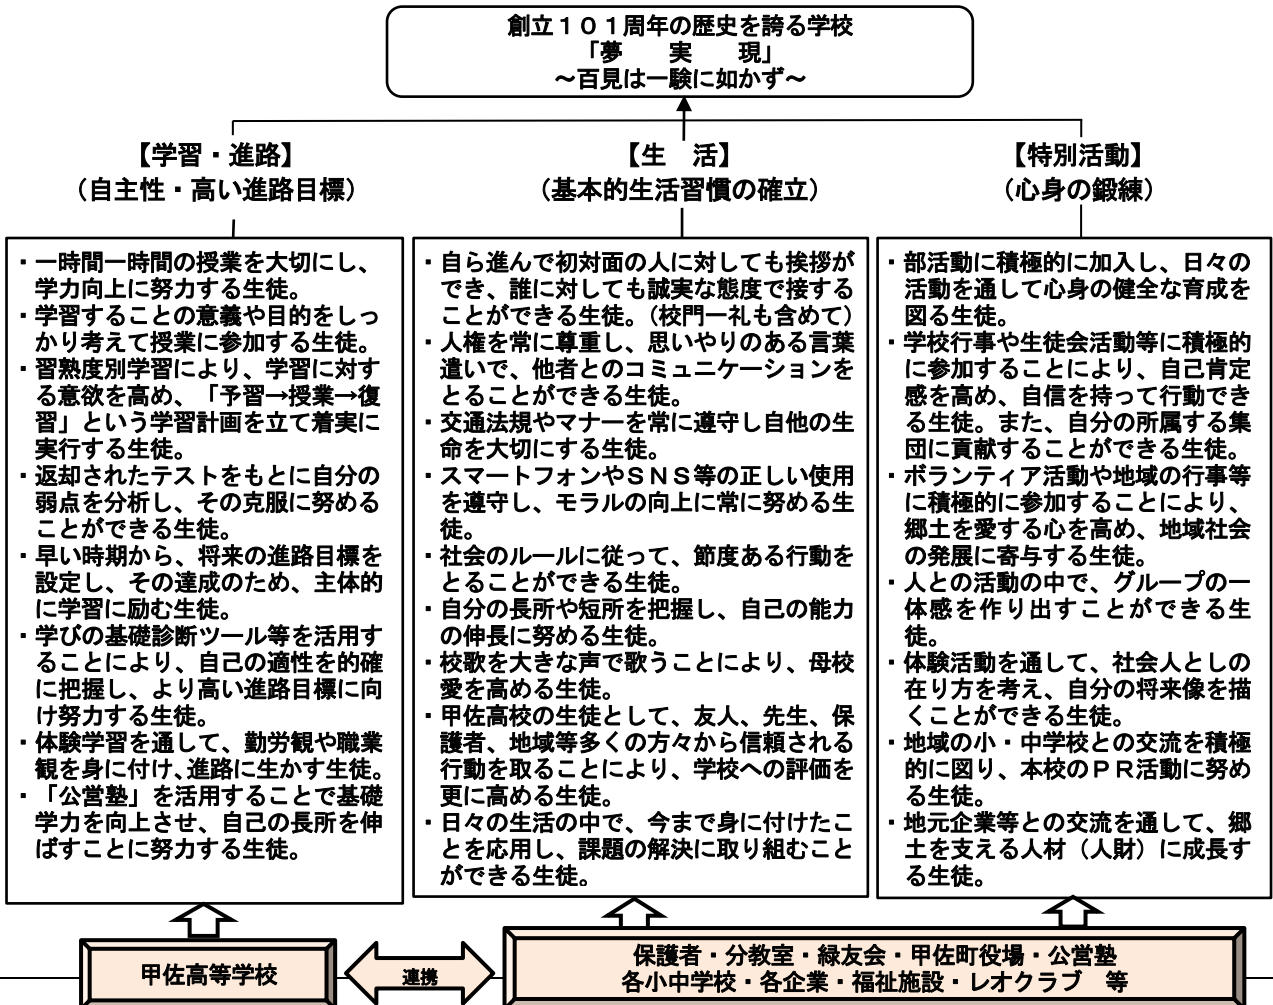 創立１０１周年の歴史を誇る学校
「夢　実　現」
～百見は一験に如かず～
【学習・進路】
（自主性・高い進路目標）
・一時間一時間の授業を大切にし、
学力向上に努力する生徒。
・学習することの意義や目的をしっ
かり考えて授業に参加する生徒。
・習熟度別学習により、学習に対す
る意欲を高め、「予習→授業→復
習」という学習計画を立て着実に
実行する生徒。
・返却されたテストをもとに自分の
弱点を分析し、その克服に努める
ことができる生徒。
・早い時期から、将来の進路目標を
設定し、その達成のため、主体的
に学習に励む生徒。
・学びの基礎診断ツール等を活用す
ることにより、自己の適性を的確
に把握し、より高い進路目標に向
け努力する生徒。
・体験学習を通して、勤労観や職業
観を身に付け、進路に生かす生徒。
・「公営塾」を活用することで基礎
学力を向上させ、自己の長所を伸
ばすことに努力する生徒。
【生　活】
（基本的生活習慣の確立）
・自ら進んで初対面の人に対しても挨拶が
でき、誰に対しても誠実な態度で接する
ことができる生徒。（校門一礼も含めて）
・人権を常に尊重し、思いやりのある言葉
遣いで、他者とのコミュニケーションを
とることができる生徒。
・交通法規やマナーを常に遵守し自他の生
命を大切にする生徒。
・スマートフォンやＳＮＳ等の正しい使用
を遵守し、モラルの向上に常に努める生
徒。
・社会のルールに従って、節度ある行動を
とることができる生徒。
・自分の長所や短所を把握し、自己の能力
の伸長に努める生徒。
・校歌を大きな声で歌うことにより、母校
愛を高める生徒。
・甲佐高校の生徒として、友人、先生、保
護者、地域等多くの方々から信頼される
行動を取ることにより、学校への評価を
更に高める生徒。
・日々の生活の中で、今まで身に付けたこ
とを応用し、課題の解決に取り組むこと
ができる生徒。
【特別活動】
（心身の鍛練）
・部活動に積極的に加入し、日々の
活動を通して心身の健全な育成を
図る生徒。
・学校行事や生徒会活動等に積極的
に参加することにより、自己肯定
感を高め、自信を持って行動でき
る生徒。また、自分の所属する集
団に貢献することができる生徒。
・ボランティア活動や地域の行事等
に積極的に参加することにより、
郷土を愛する心を高め、地域社会
の発展に寄与する生徒。
・人との活動の中で、グループの一
体感を作り出すことができる生
徒。
・体験活動を通して、社会人としの
在り方を考え、自分の将来像を描
くことができる生徒。
・地域の小・中学校との交流を積極
的に図り、本校のＰＲ活動に努め
る生徒。
・地元企業等との交流を通して、郷
土を支える人材（人財）に成長す
る生徒。
甲佐高等学校
連携
保護者・分教室・緑友会・甲佐町役場・公営塾
各小中学校・各企業・福祉施設・レオクラブ　等